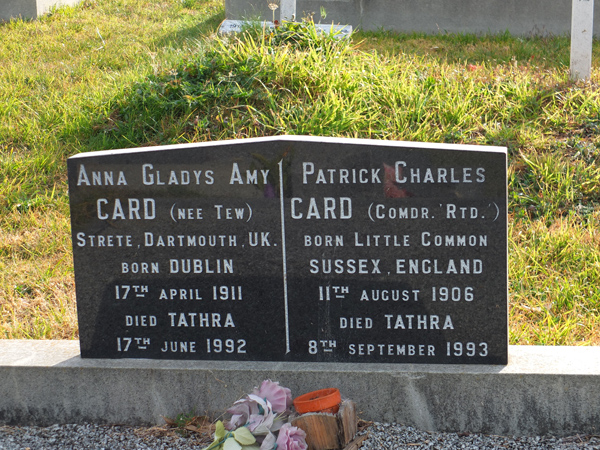 ANNA GLADYS AMY
CARD (NEE TEW)
STRETE, DARTMOUTH, UK.
BORN DUBLIN
17TH APRIL 1911
DIED TATHRA
17TH JUNE 1992
PATRICK CHARLES
CARD (COMDR. 'RTD.')
BORN LITTLE COMMON
SUSSEX, ENGLAND
11TH AUGUST 1906
DIED TATHRA
8TH SEPTEMBER 1993